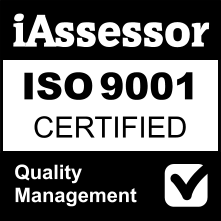 iAssessor
ISO 9001
CERTIFIED
Quality
Management